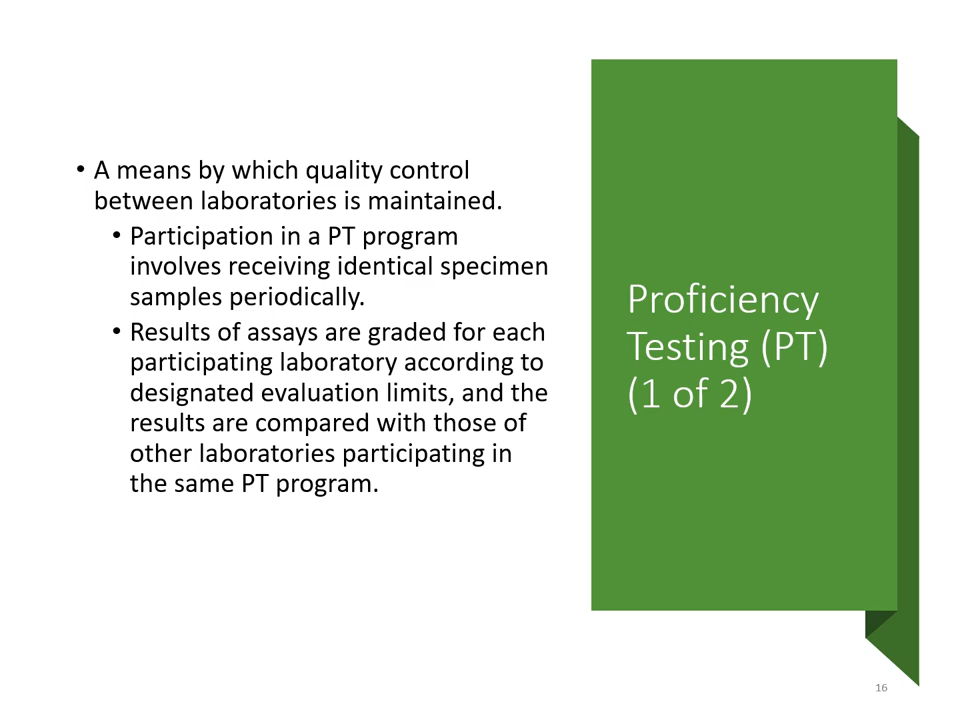 • A means by which quality control
between laboratories is maintained.
• Participation in a PT program
involves receiving identical specimen
samples periodically.
• Results of assays are graded for each
participating laboratory according to
designated evaluation limits, and the
results are compared with those of
other laboratories participating in
the same PT program.
Proficiency
Testing (PT)
(1 of 2)
16